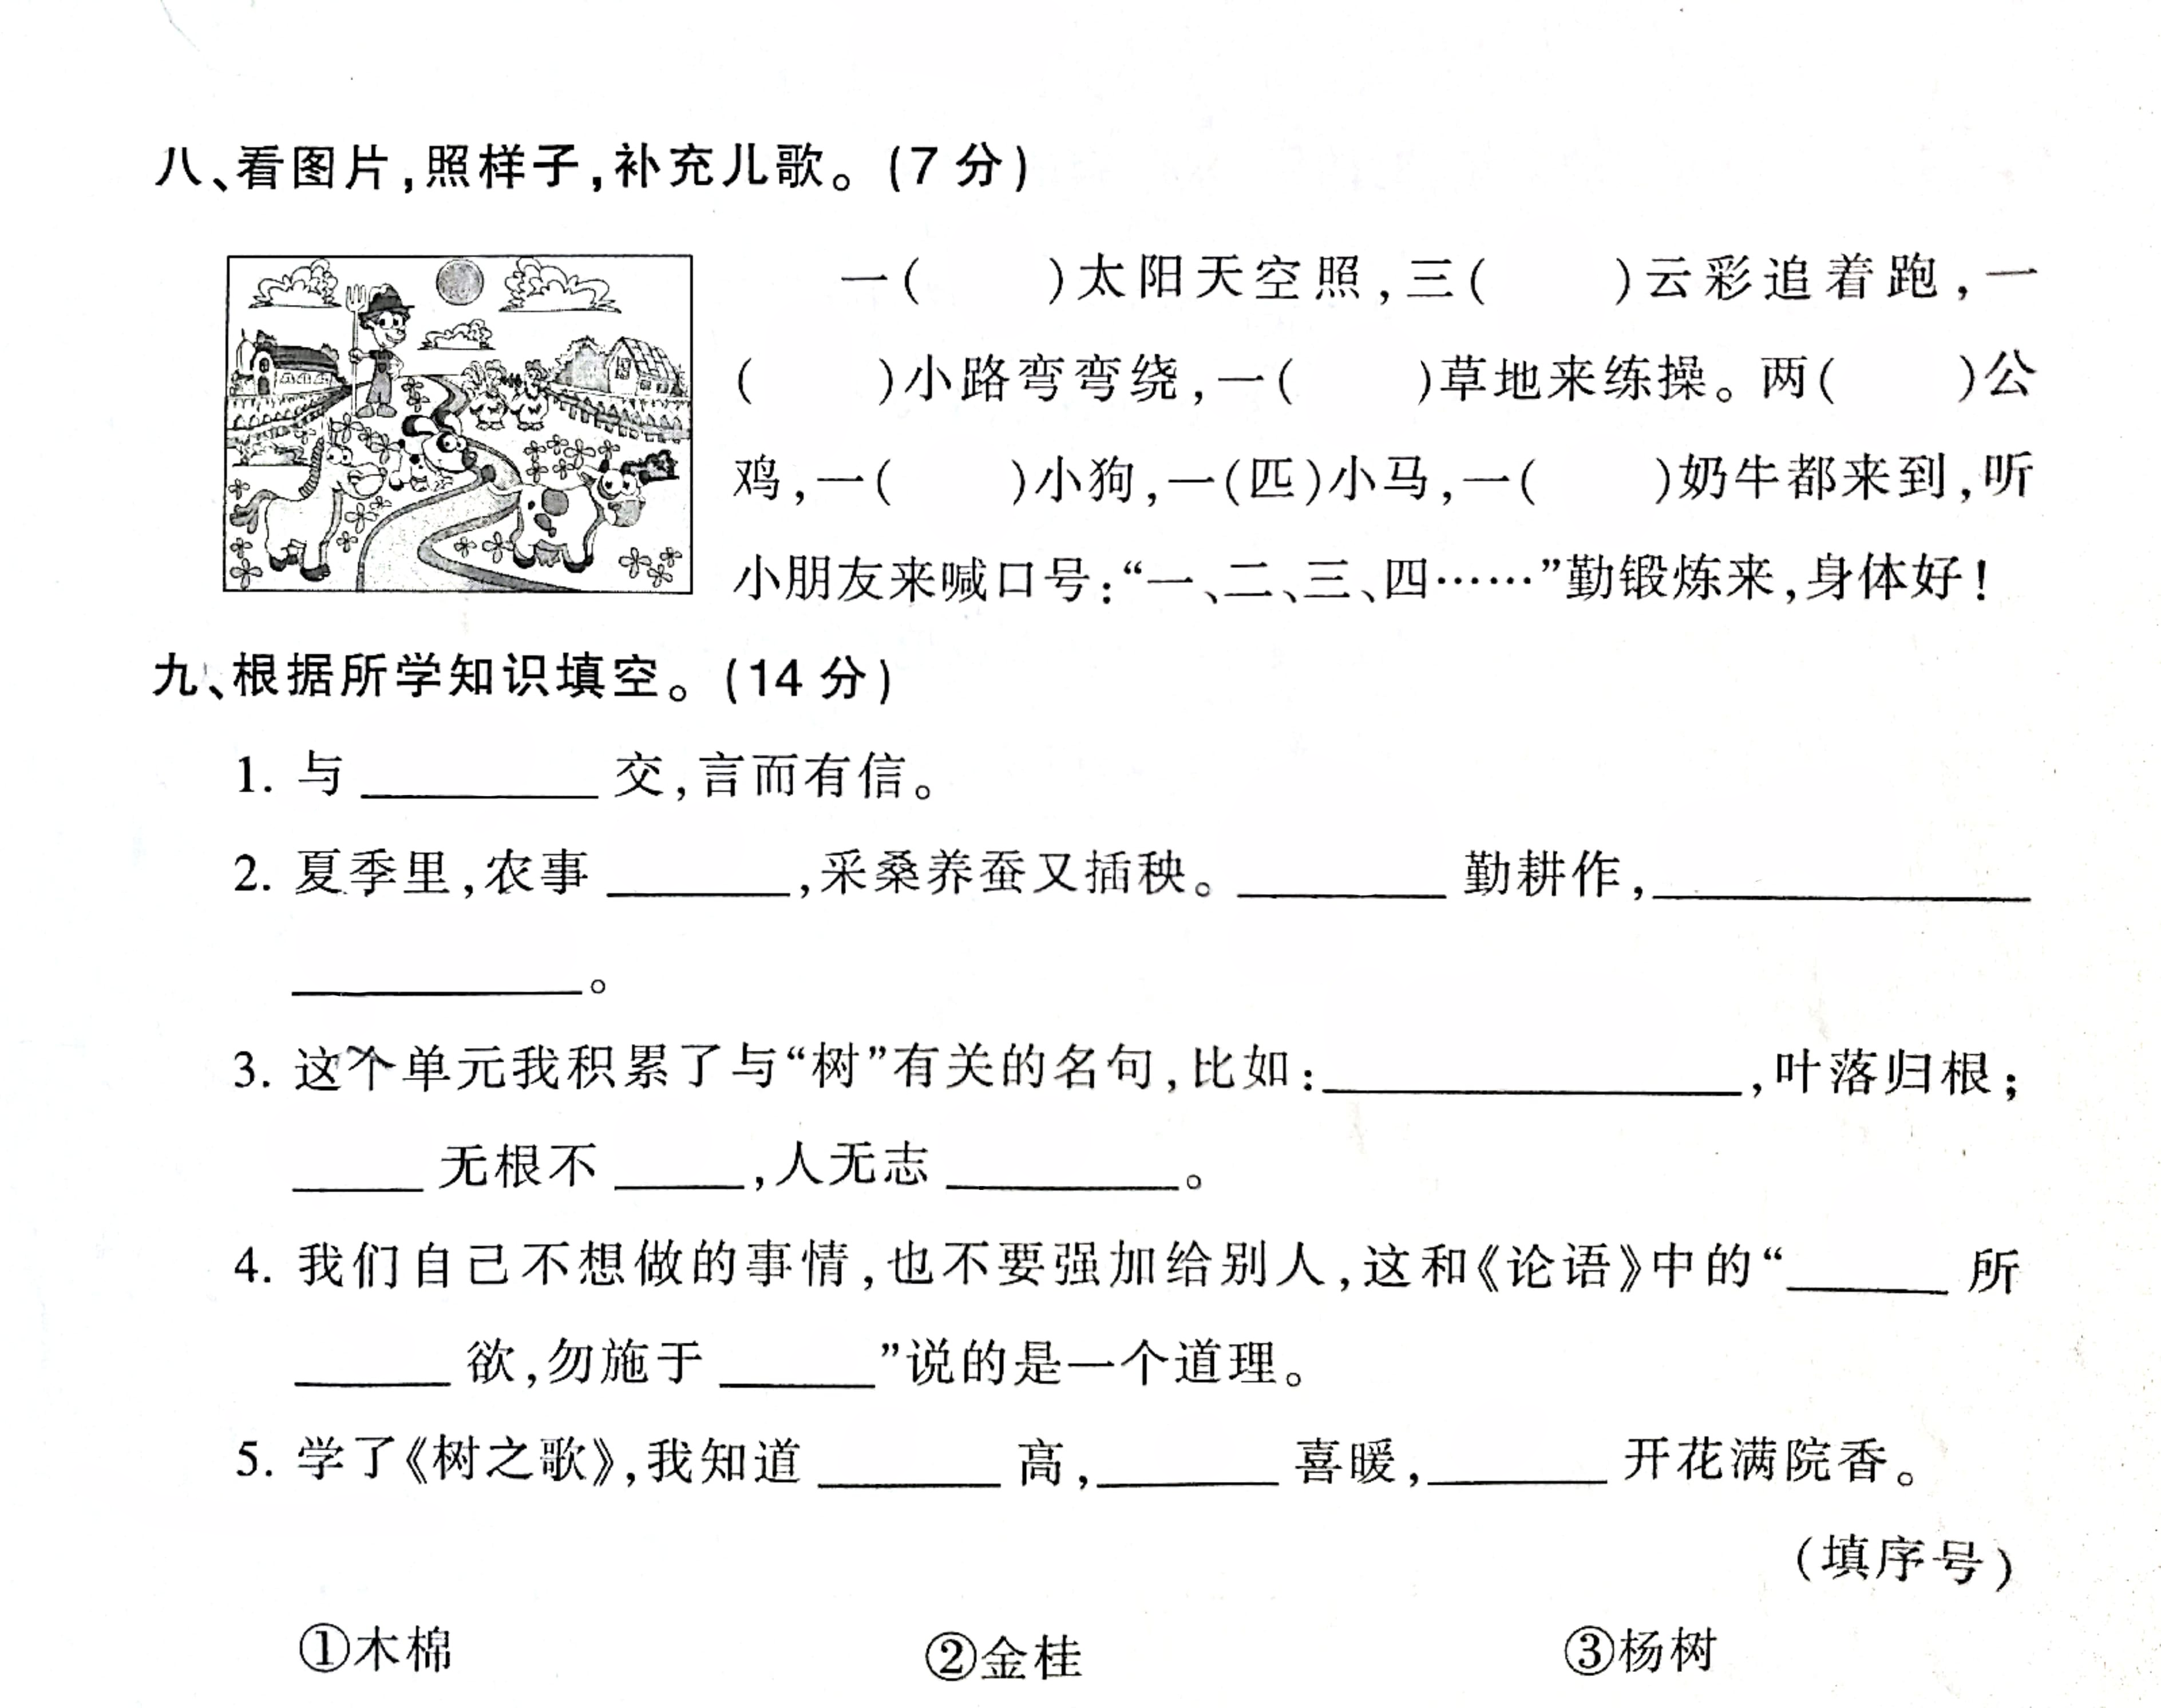 八、看图片,照样子,补充儿歌。(7 分)
一(    )太阳天空照,三(    )云彩追着跑,一
(    )小路弯弯绕,一(    )草地来练操。两(    )公
鸡,一(    )小狗,一(匹)小马,一(    )奶牛都来到,听
小朋友来喊口号:“一、二、三、四……”勤锻炼来,身体好!
九、根据所学知识填空。(14 分)
1. 与 ________ 交,言而有信。
2. 夏季里,农事 ______,采桑养蚕又插秧。_______ 勤耕作,____________
__________。
3. 这个单元我积累了与“树”有关的名句,比如:______________,叶落归根;
____ 无根不 ____,人无志 ________。
4. 我们自己不想做的事情,也不要强加给别人,这和《论语》中的“_____ 所
_____ 欲,勿施于 _____”说的是一个道理。
5. 学了《树之歌》,我知道 ______ 高,______ 喜暖,______ 开花满院香。
(填序号)
①木棉 ②金桂 ③杨树